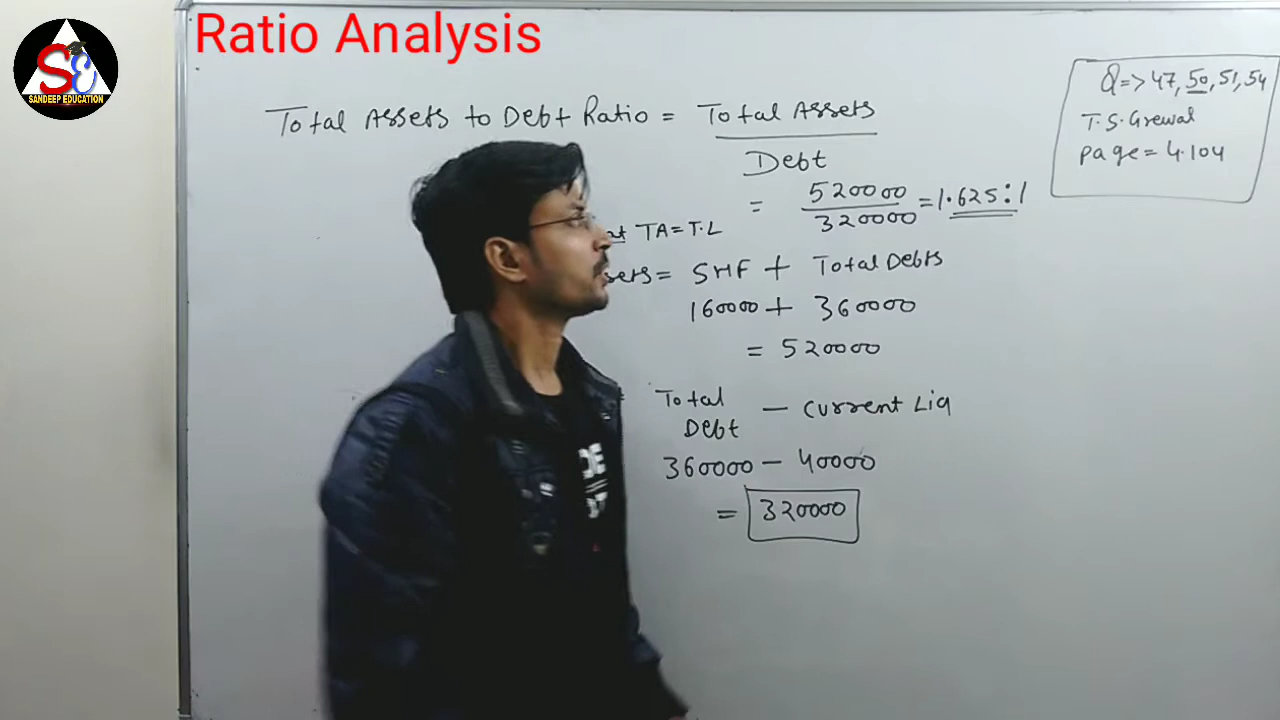 Ratio Analysis
SE
SANDEEP EDUCATION
Q=> 47, 50, 51, 54
T.S.Grewal
page = 4.104
Total Assets to Debt Ratio = Total Assets
Debt
= 520000
320000
= 1.625:1
TA = T.L
= SHF + Total Debts
160000 + 360000
= 520000
= Total Debt - Current Liq
360000 - 40000
= 320000